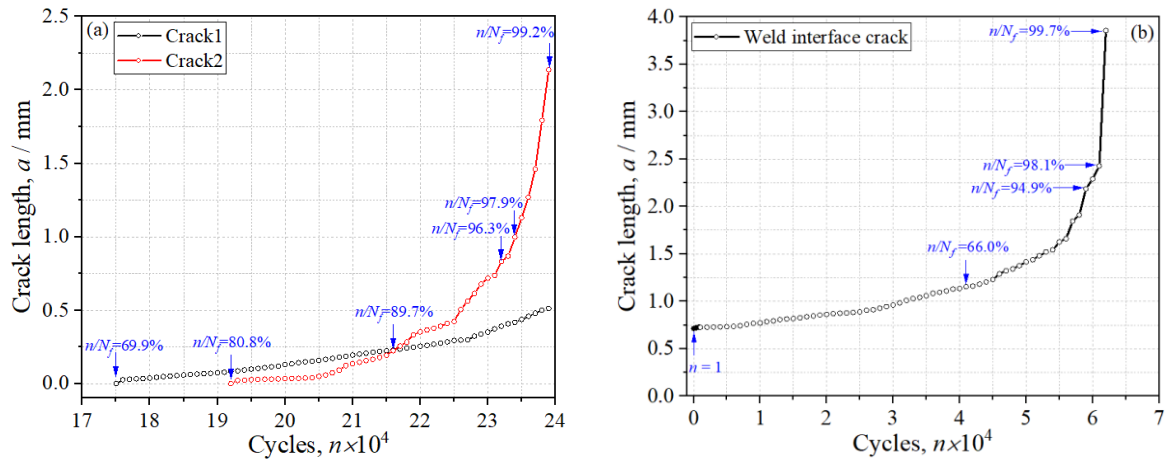 (a)
Crack1
Crack2
n/Nf=99.2%
n/Nf=97.9%
n/Nf=96.3%
n/Nf=89.7%
n/Nf=69.9%
n/Nf=80.8%
2.5
2.0
1.5
1.0
0.5
0.0
Crack length, a / mm
17 18 19 20 21 22 23 24
Cycles, n×10⁴
(b)
Weld interface crack
n/Nf=99.7%
n/Nf=98.1%
n/Nf=94.9%
n/Nf=66.0%
n = 1
4.0
3.5
3.0
2.5
2.0
1.5
1.0
0.5
0.0
Crack length, a / mm
0 1 2 3 4 5 6 7
Cycles, n×10⁴